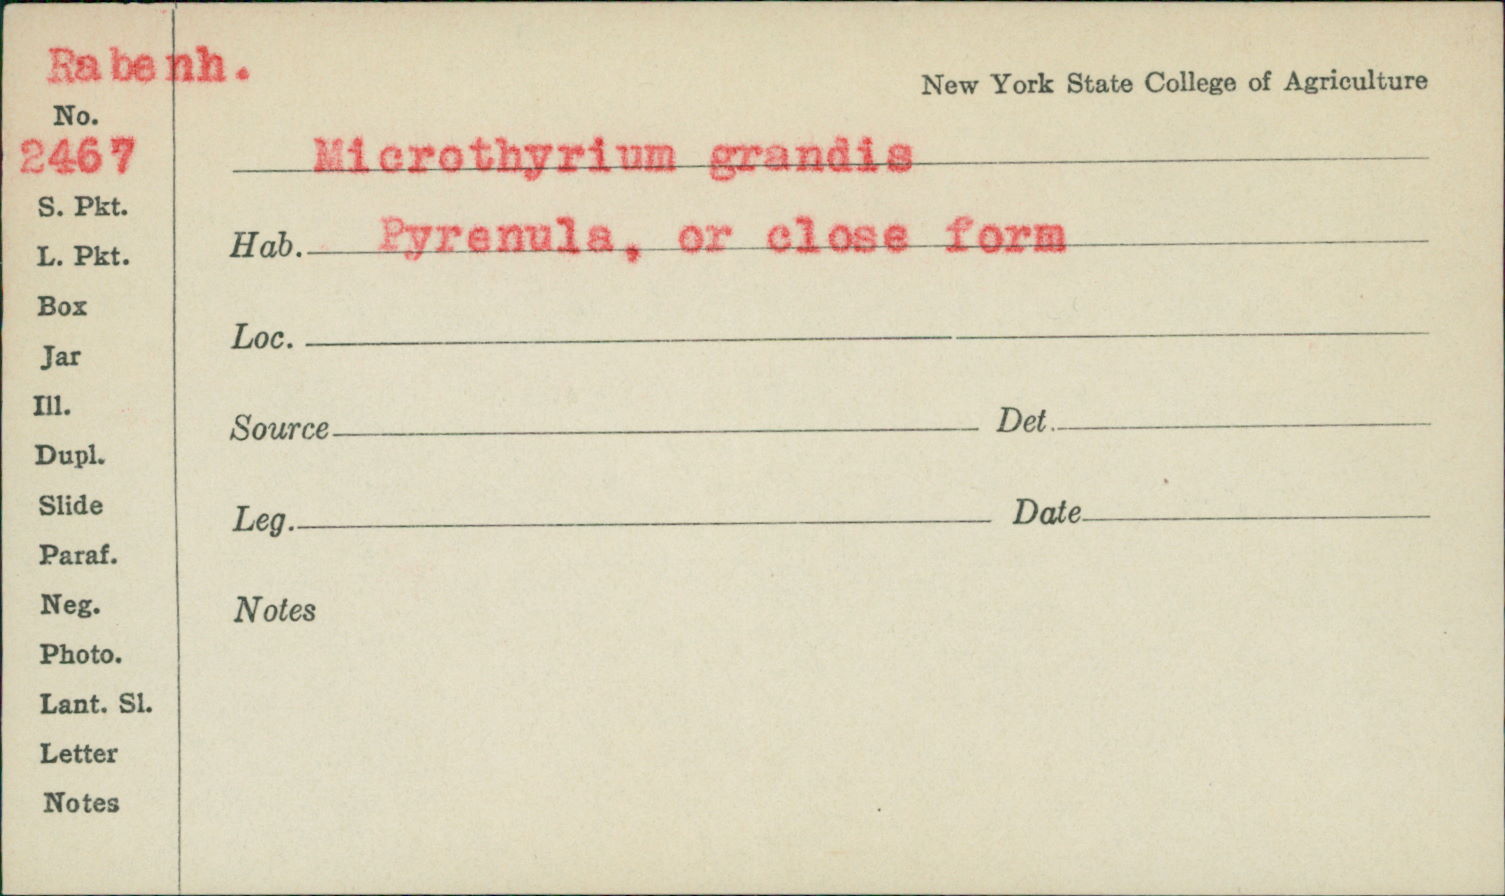 Rabenh.
New York State College of Agriculture
No.
2467
Microthyrium grandis
S. Pkt.
Hab. Pyrenula, or close form
L. Pkt.
Box
Loc.
Jar
Ill.
Source Det.
Dupl.
Slide
Leg. Date
Paraf.
Neg.
Notes
Photo.
Lant. Sl.
Letter
Notes